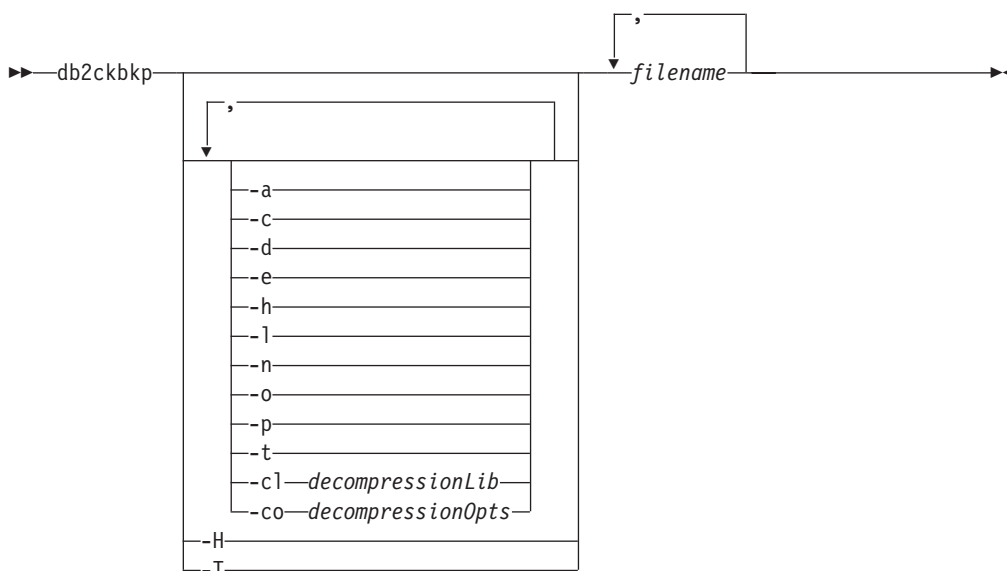 ,
db2ckbkp filename
,
-a
-c
-d
-e
-h
-l
-n
-o
-p
-t
-cl decompressionLib
-co decompressionOpts
-H
-T